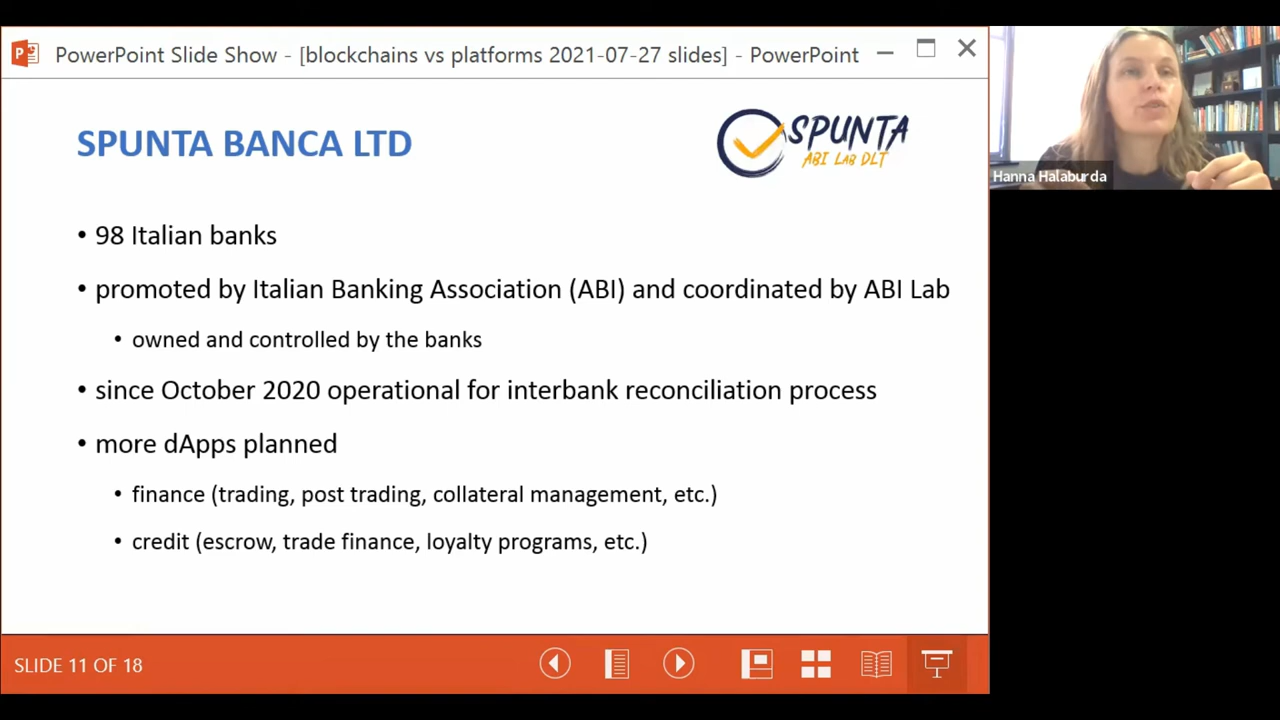 PowerPoint Slide Show - [blockchains vs platforms 2021-07-27 slides] - PowerPoint
SPUNTA BANCA LTD
SPUNTA
ABI LAB DLT
Hanna Halaburda
• 98 Italian banks
• promoted by Italian Banking Association (ABI) and coordinated by ABI Lab
• owned and controlled by the banks
• since October 2020 operational for interbank reconciliation process
• more dApps planned
• finance (trading, post trading, collateral management, etc.)
• credit (escrow, trade finance, loyalty programs, etc.)
SLIDE 11 OF 18